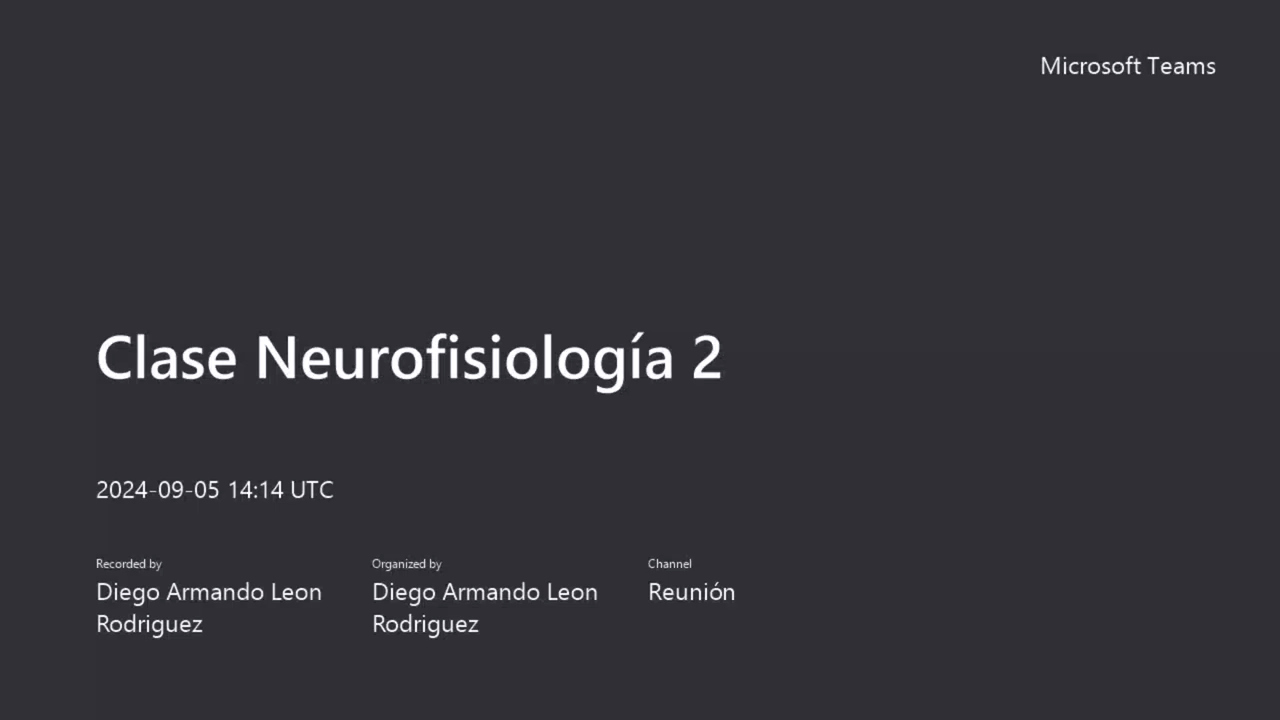 Microsoft Teams
Clase Neurofisiología 2
2024-09-05 14:14 UTC
Recorded by
Diego Armando Leon
Rodriguez
Organized by
Diego Armando Leon
Rodriguez
Channel
Reunión